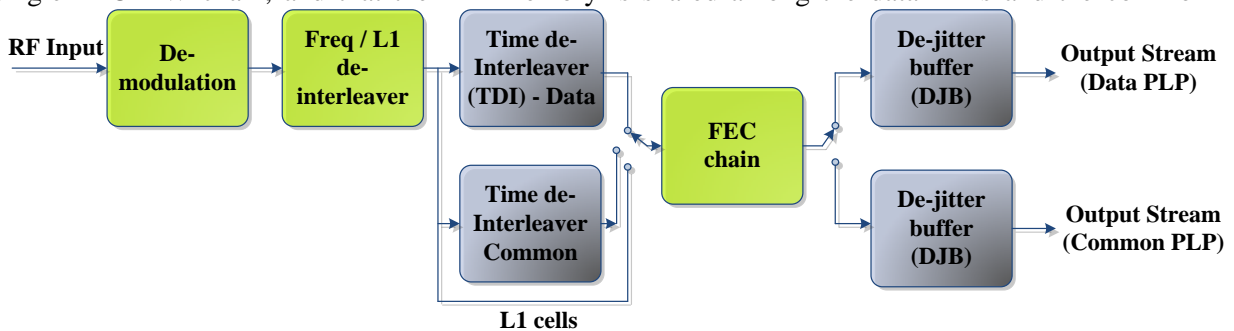 RF Input
De-
modulation
Freq / L1
de-
interleaver
Time de-
Interleaver
(TDI) - Data
Time de-
Interleaver
Common
L1 cells
FEC
chain
De-jitter
buffer
(DJB)
Output Stream
(Data PLP)
De-jitter
buffer
(DJB)
Output Stream
(Common PLP)